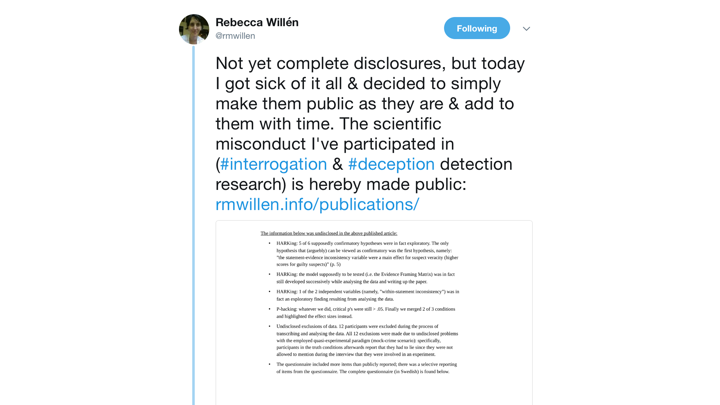 Rebecca Willén
@rmwillen
Following
Not yet complete disclosures, but today
I got sick of it all & decided to simply
make them public as they are & add to
them with time. The scientific
misconduct I've participated in
(#interrogation & #deception detection
research) is hereby made public:
rmwillen.info/publications/
The information below was undisclosed in the above published article:
• HARKing: 5 of 6 supposedly confirmatory hypotheses were in fact exploratory. The only
hypothesis that (arguebly) can be viewed as confirmatory was the first hypothesis, namely:
"the statement-evidence inconsistency variable were a main effect for suspect veracity (higher
scores for guilty suspects)" (p. 5)
• HARKing: the model supposedly to be tested (i.e. the Evidence Framing Matrix) was in fact
still developed successively while analysing the data and writing up the paper.
• HARKing: 1 of the 2 independent variables (namely, "within-statement inconsistency") was in
fact an exploratory finding resulting from analysing the data.
• P-hacking: whatever we did, critical p's were still > .05. Finally we merged 2 of 3 conditions
and highlighted the effect sizes instead.
• Undisclosed exclusions of data. 12 participants were excluded during the process of
transcribing and analysing the data. All 12 exclusions were made due to undisclosed problems
with the employed quasi-experimental paradigm (mock-crime scenario); specifically,
participants in the truth conditions afterwards report that they had to lie since they were not
allowed to mention during the interview that they were involved in an experiment.
• The questionnaire included more items than publicly reported; there was a selective reporting
of items from the questionnaire. The complete questionnaire (in Swedish) is found below.